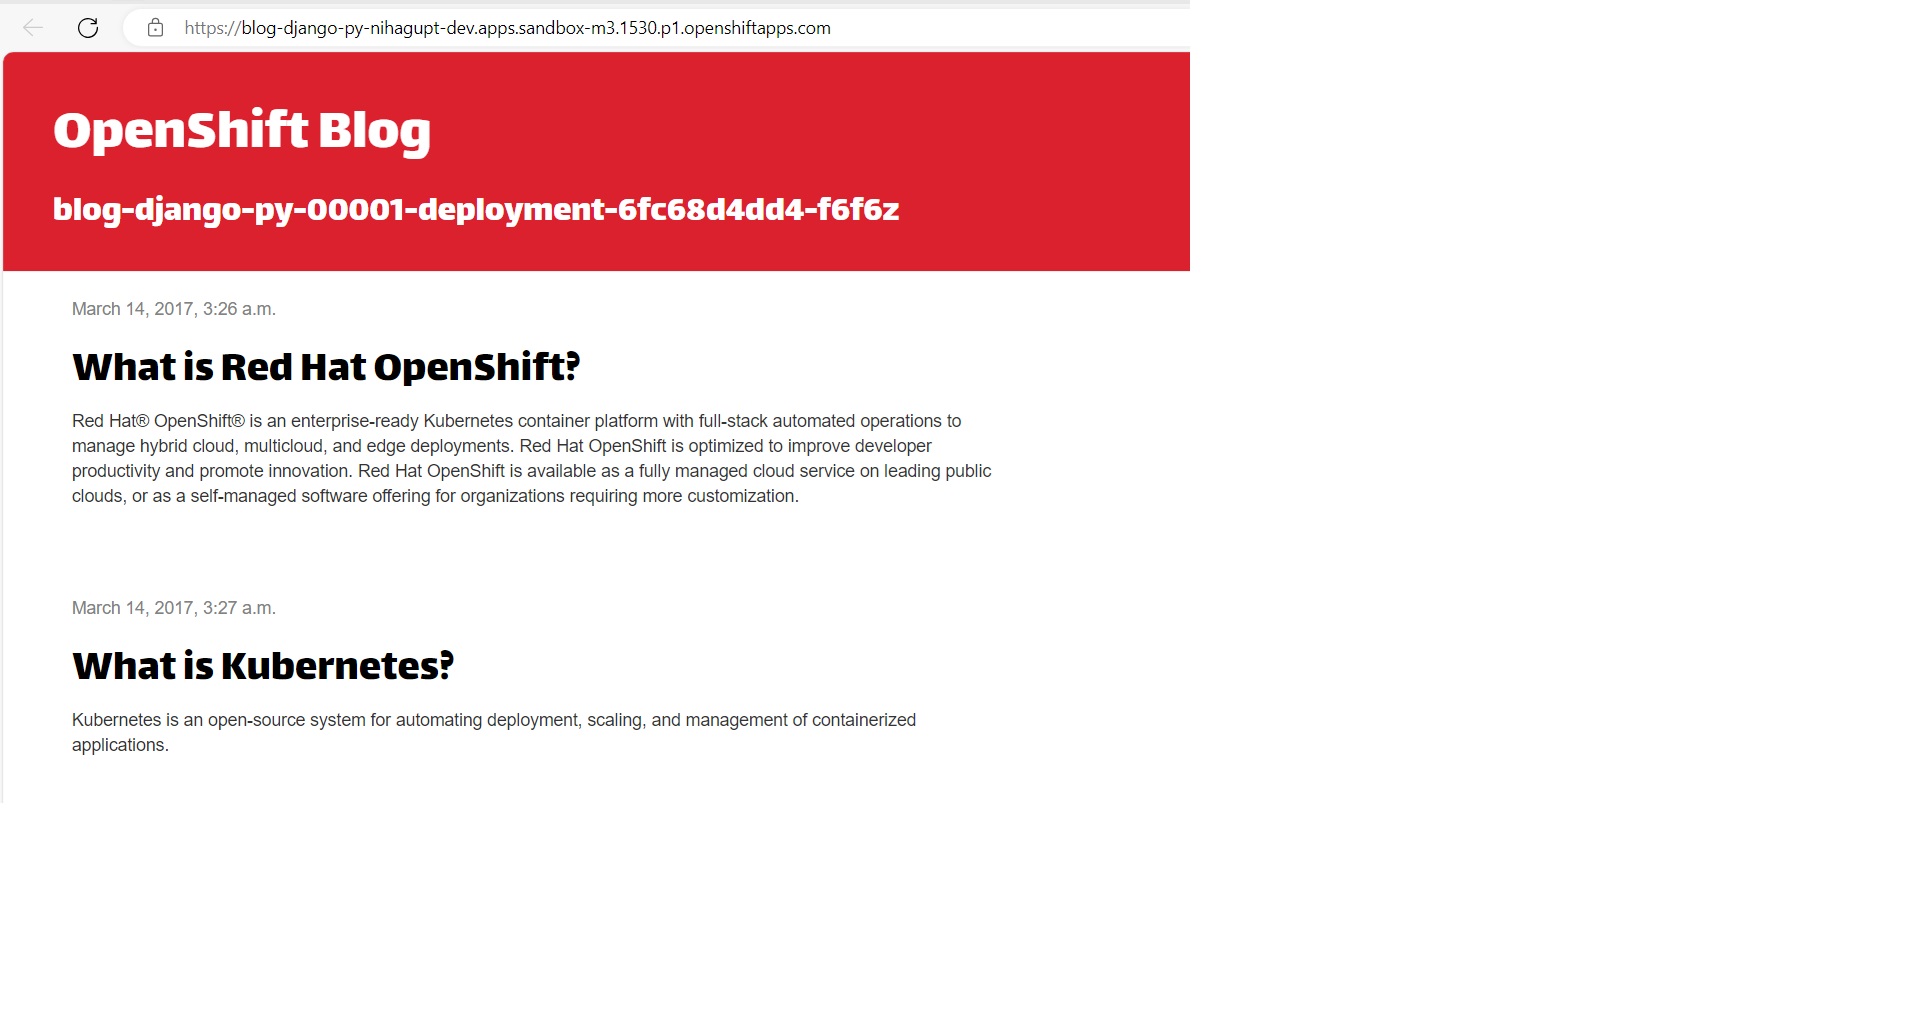 https://blog-django-py-nihagupt-dev.apps.sandbox-m3.1530.p1.openshiftapps.com
OpenShift Blog
blog-django-py-00001-deployment-6fc68d4dd4-f6f6z
March 14, 2017, 3:26 a.m.
What is Red Hat OpenShift?
Red Hat® OpenShift® is an enterprise-ready Kubernetes container platform with full-stack automated operations to
manage hybrid cloud, multicloud, and edge deployments. Red Hat OpenShift is optimized to improve developer
productivity and promote innovation. Red Hat OpenShift is available as a fully managed cloud service on leading public
clouds, or as a self-managed software offering for organizations requiring more customization.
March 14, 2017, 3:27 a.m.
What is Kubernetes?
Kubernetes is an open-source system for automating deployment, scaling, and management of containerized
applications.